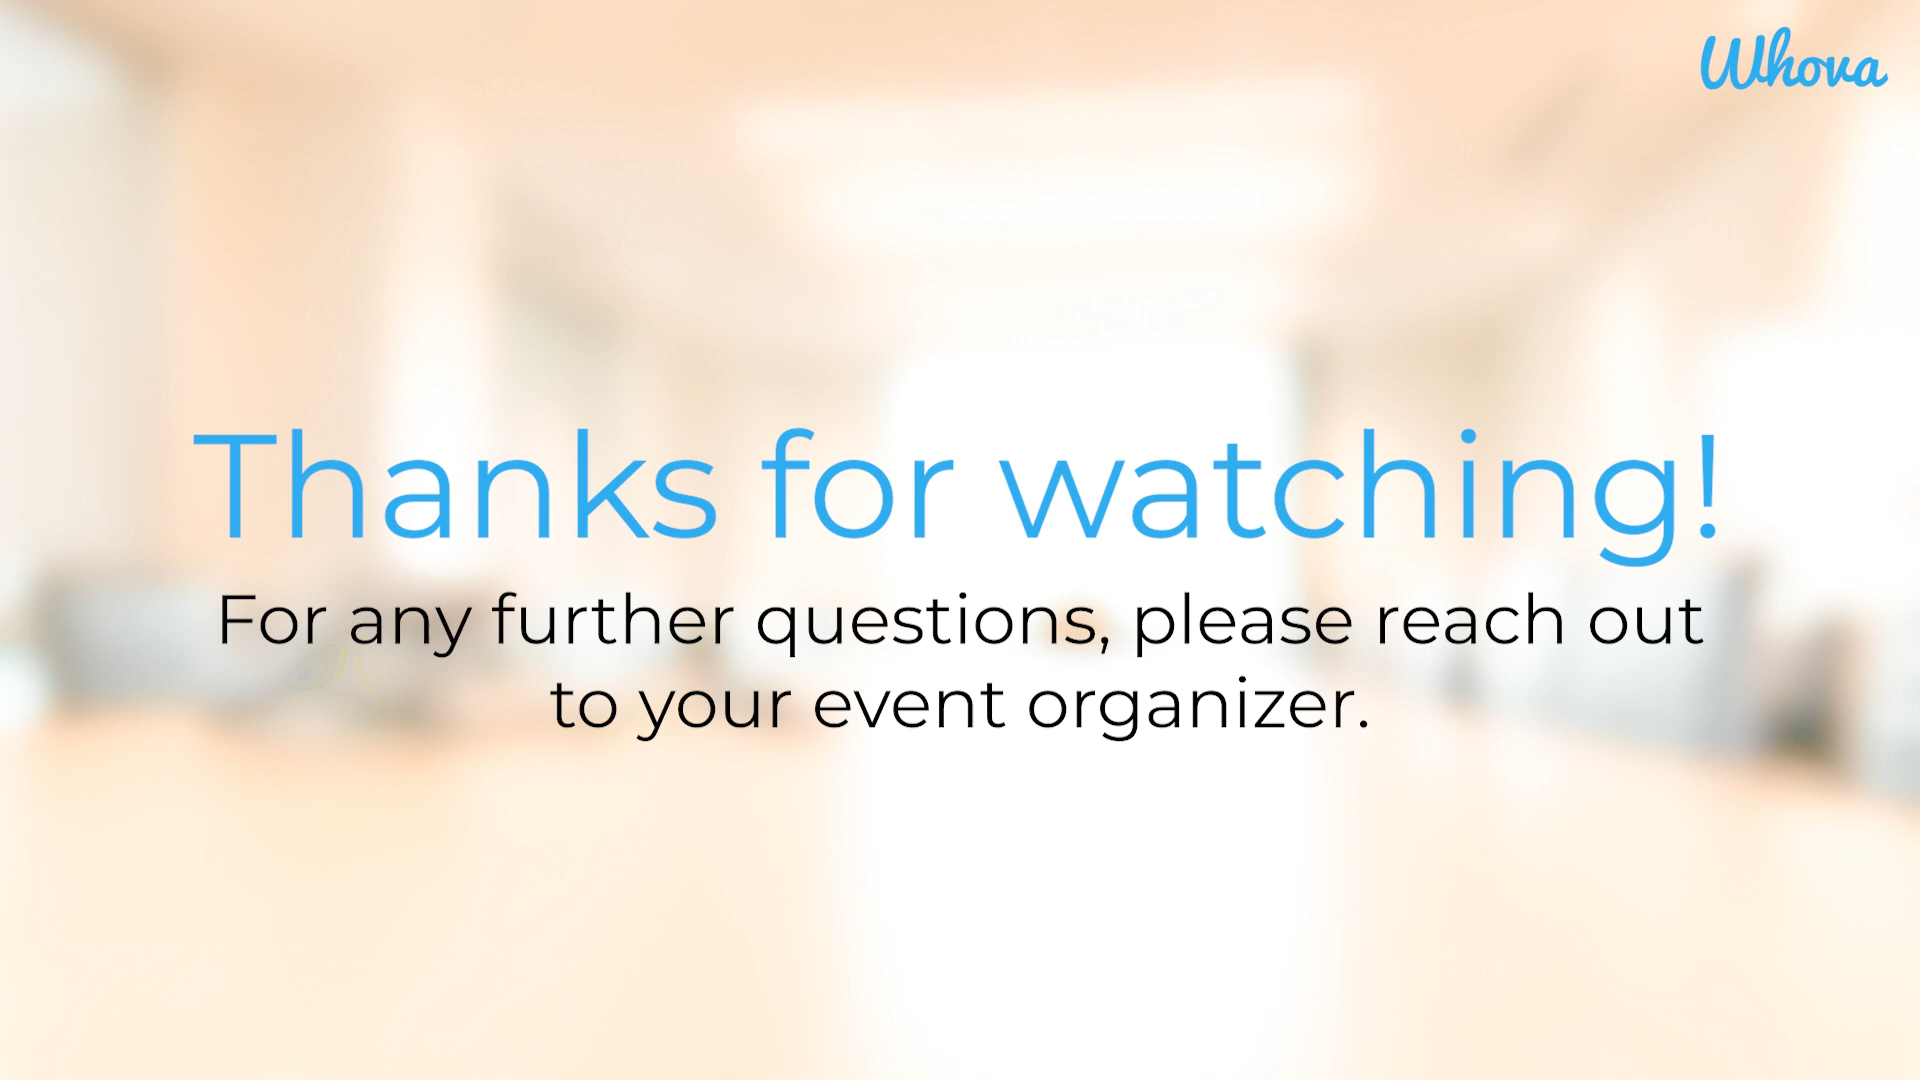 Whova
Thanks for watching!
For any further questions, please reach out
to your event organizer.